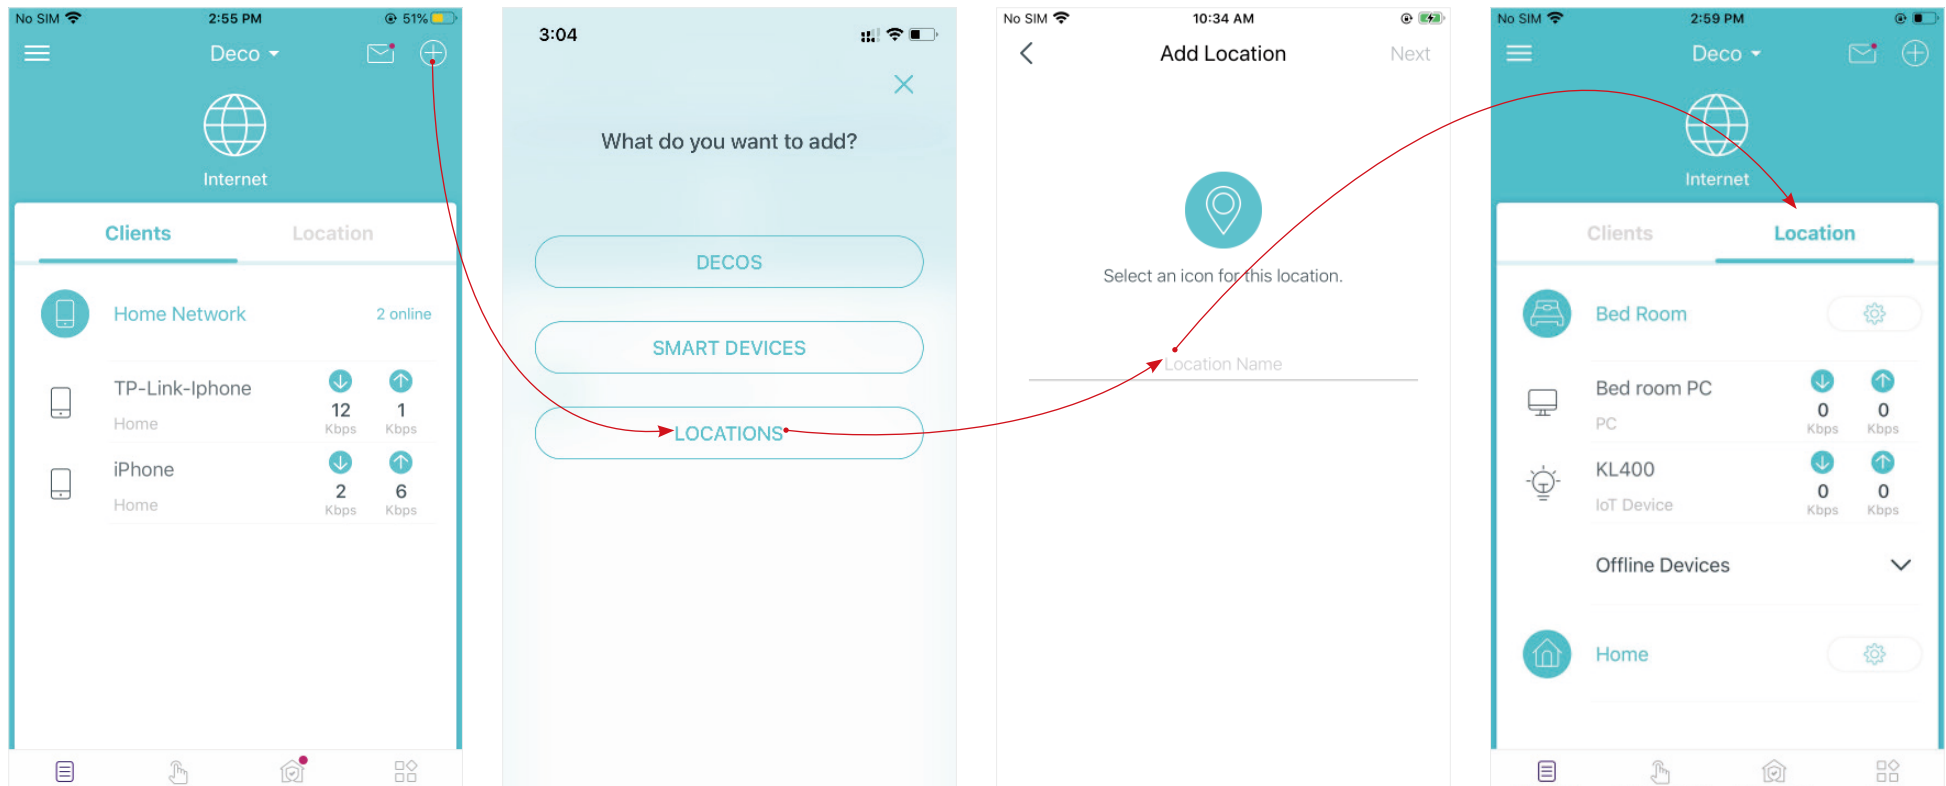 No SIM 2:55 PM 51%
Deco
Internet
Clients Location
Home Network 2 online
TP-Link-Iphone
Home
12 1
Kbps Kbps
iPhone
Home
2 6
Kbps Kbps
3:04
What do you want to add?
DECOS
SMART DEVICES
LOCATIONS
No SIM 10:34 AM
Add Location Next
Select an icon for this location.
Location Name
No SIM 2:59 PM
Deco
Internet
Clients Location
Bed Room
Bed room PC
PC
0 0
Kbps Kbps
KL400
IoT Device
0 0
Kbps Kbps
Offline Devices
Home